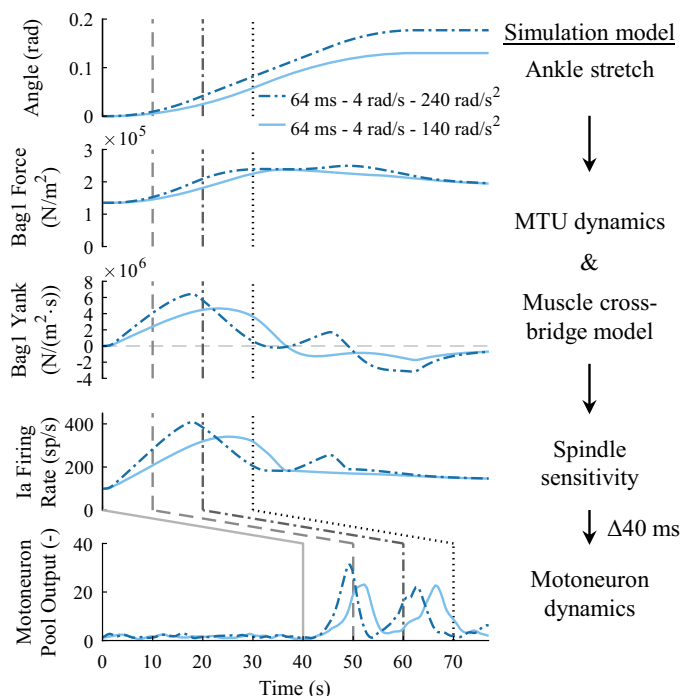 Simulation model
Ankle stretch
MTU dynamics
&
Muscle cross-
bridge model
Spindle
sensitivity
Δ40 ms
Motoneuron
dynamics
Angle (rad)
0.2
0.1
0
64 ms - 4 rad/s - 240 rad/s²
64 ms - 4 rad/s - 140 rad/s²
Bag1 Force
(N/m²)
×10⁵
3
2
1
0
Bag1 Yank
(N/(m²·s))
×10⁶
8
6
4
2
0
-2
-4
Ia Firing
Rate (sp/s)
400
200
0
Motoneuron
Pool Output (-)
40
20
0
0 10 20 30 40 50 60 70
Time (s)